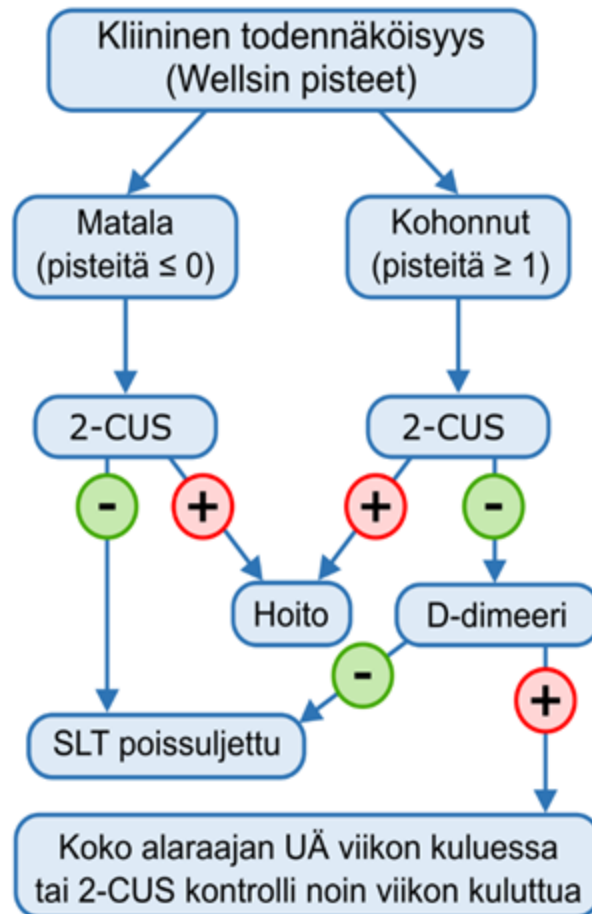 Kliininen todennäköisyys
(Wellsin pisteet)
Matala
(pisteitä ≤ 0)
Kohonnut
(pisteitä ≥ 1)
2-CUS
2-CUS
-
+
+
-
Hoito
D-dimeeri
-
+
SLT poissuljettu
Koko alaraajan UÄ viikon kuluessa
tai 2-CUS kontrolli noin viikon kuluttua